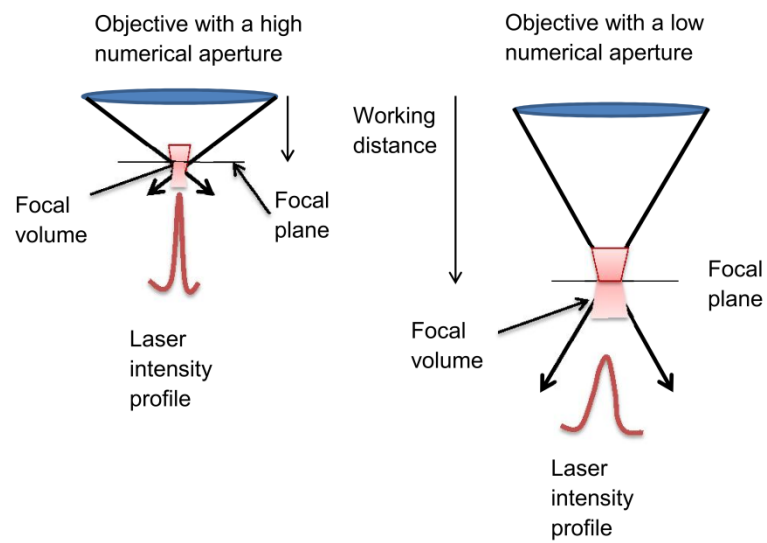 Objective with a high
numerical aperture
Focal
volume
Focal
plane
Laser
intensity
profile
Objective with a low
numerical aperture
Working
distance
Focal
plane
Focal
volume
Laser
intensity
profile